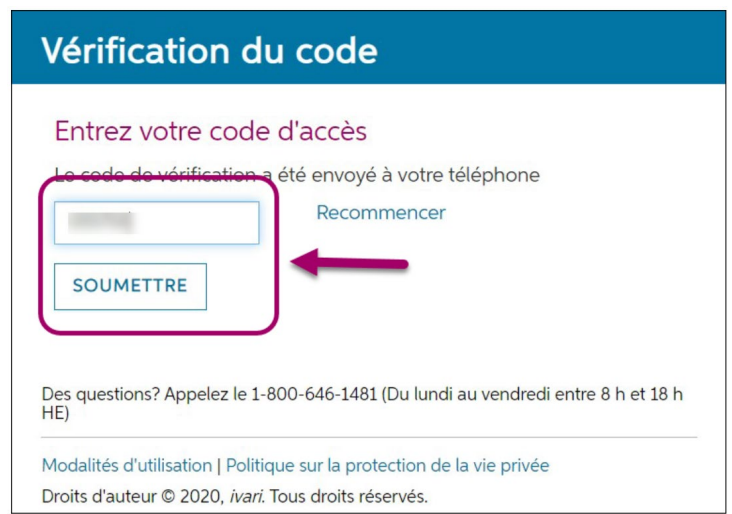 Vérification du code
Entrez votre code d'accès
Le code de vérification a été envoyé à votre téléphone
Recommencer
SOUMETTRE
Des questions? Appelez le 1-800-646-1481 (Du lundi au vendredi entre 8 h et 18 h
HE)
Modalités d'utilisation | Politique sur la protection de la vie privée
Droits d'auteur © 2020, ivari. Tous droits réservés.